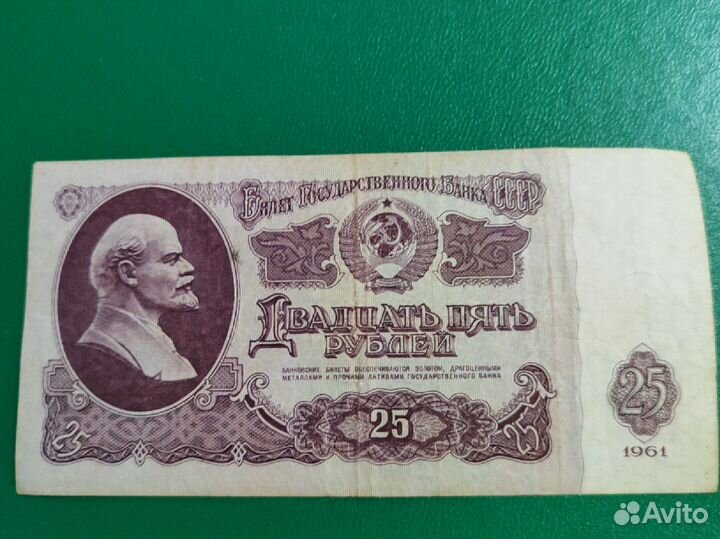 Билет Государственного Банка СССР
Двадцать пять
рублей
Банковские билеты обеспечиваются золотом, драгоценными
металлами и прочими активами Государственного банка
25
25
25
25
1961
Avito